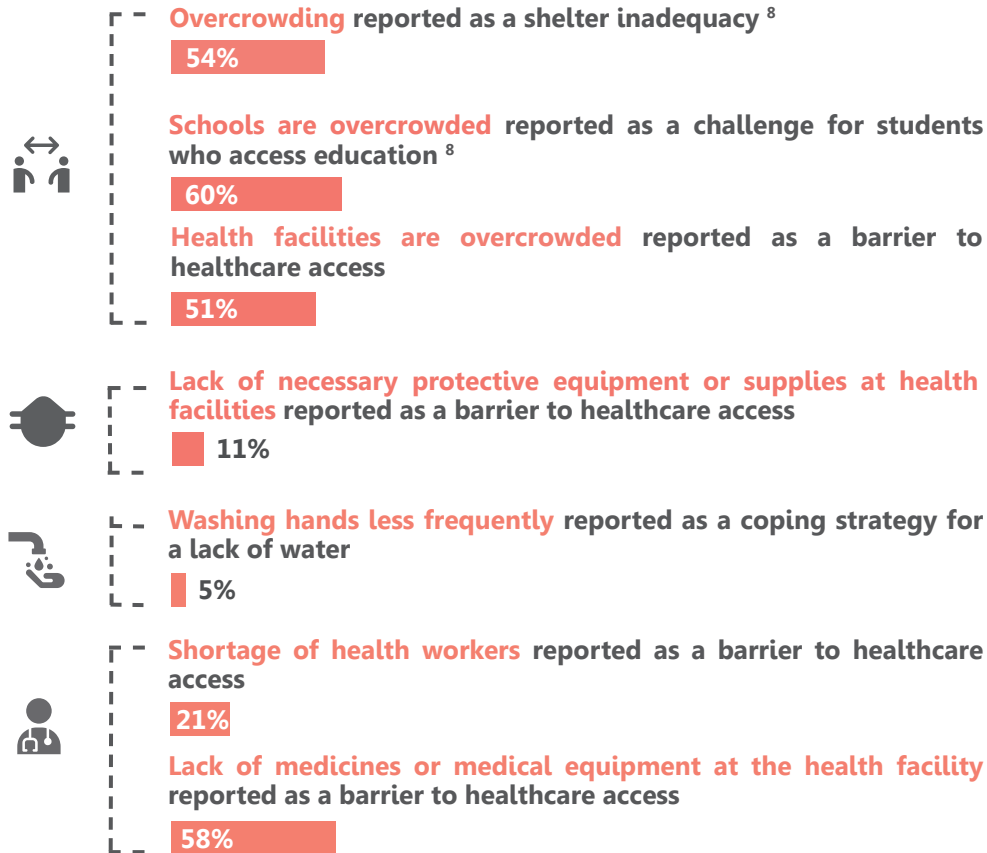 Overcrowding reported as a shelter inadequacy ⁸
54%
Schools are overcrowded reported as a challenge for students
who access education ⁸
60%
Health facilities are overcrowded reported as a barrier to
healthcare access
51%
Lack of necessary protective equipment or supplies at health
facilities reported as a barrier to healthcare access
11%
Washing hands less frequently reported as a coping strategy for
a lack of water
5%
Shortage of health workers reported as a barrier to healthcare
access
21%
Lack of medicines or medical equipment at the health facility
reported as a barrier to healthcare access
58%